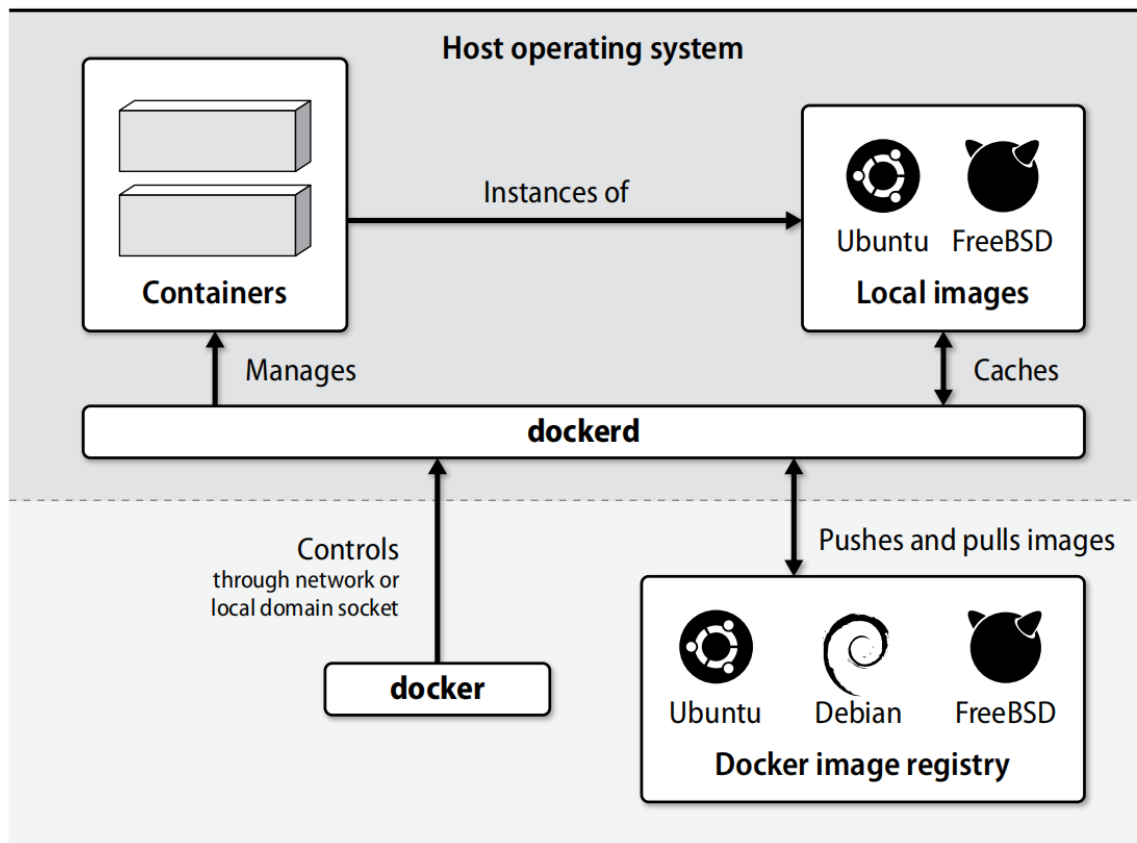 Host operating system
Instances of
Ubuntu
FreeBSD
Containers
Local images
Manages
Caches
dockerd
Controls
through network or
local domain socket
Pushes and pulls images
docker
Ubuntu
Debian
FreeBSD
Docker image registry